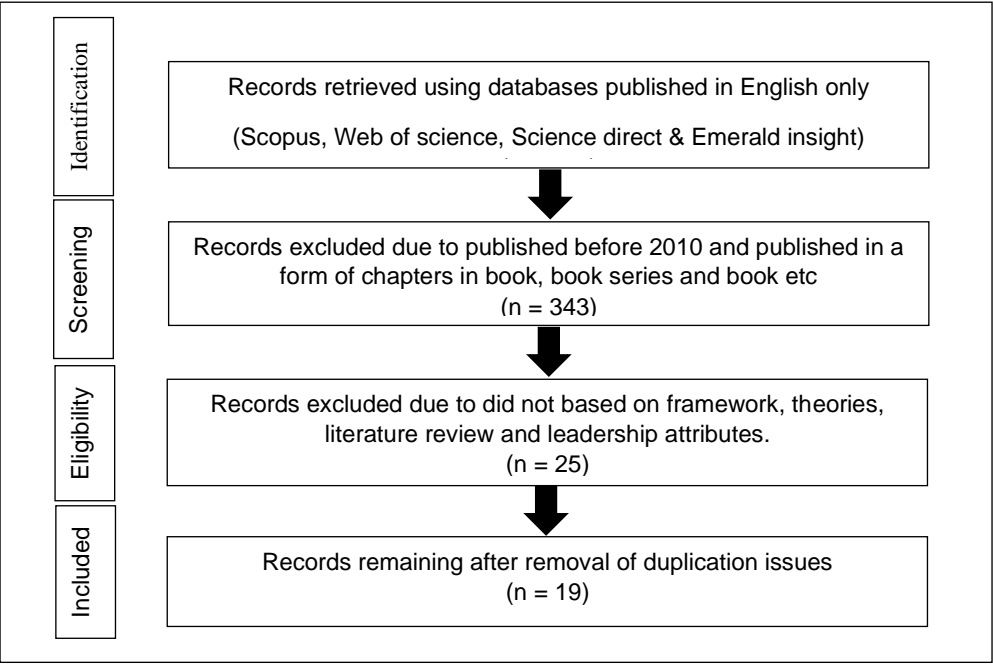 Identification
Records retrieved using databases published in English only
(Scopus, Web of science, Science direct & Emerald insight)
Screening
Records excluded due to published before 2010 and published in a
form of chapters in book, book series and book etc
(n = 343)
Eligibility
Records excluded due to did not based on framework, theories,
literature review and leadership attributes.
(n = 25)
Included
Records remaining after removal of duplication issues
(n = 19)